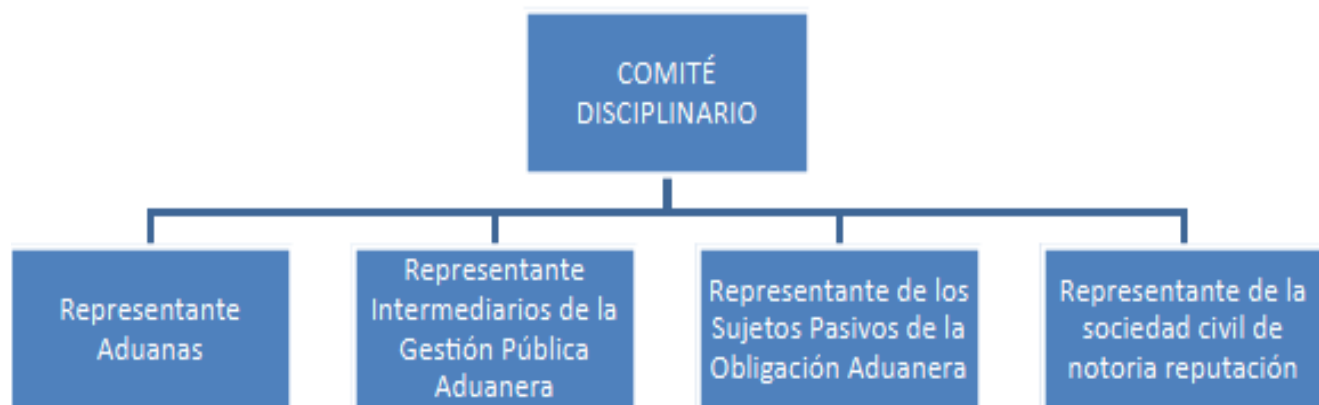 COMITÉ
DISCIPLINARIO
Representante
Aduanas
Representante
Intermediarios de la
Gestión Pública
Aduanera
Representante de los
Sujetos Pasivos de la
Obligación Aduanera
Representante de la
sociedad civil de
notoria reputación